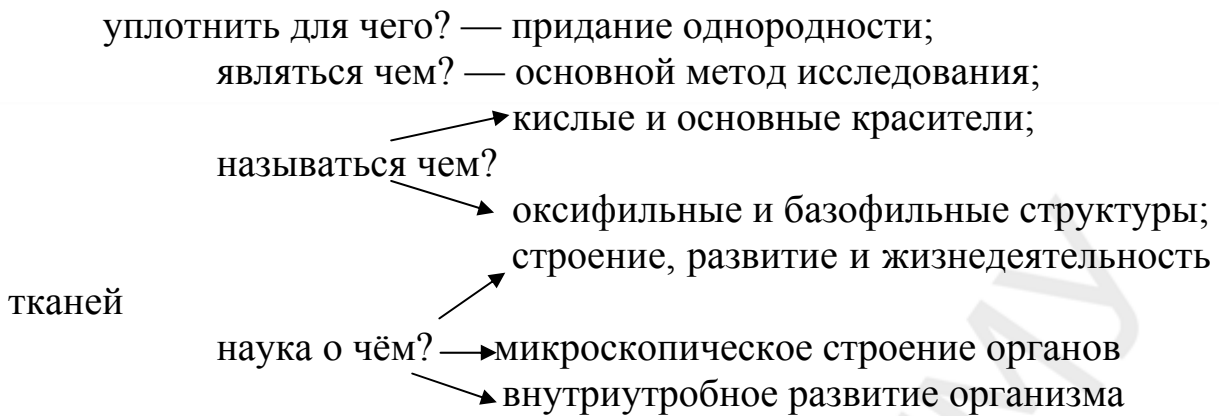 уплотнить для чего? — придание однородности;
являться чем? — основной метод исследования;
кислые и основные красители;
называться чем?
оксифильные и базофильные структуры;
строение, развитие и жизнедеятельность
тканей
наука о чём? микроскопическое строение органов
внутриутробное развитие организма